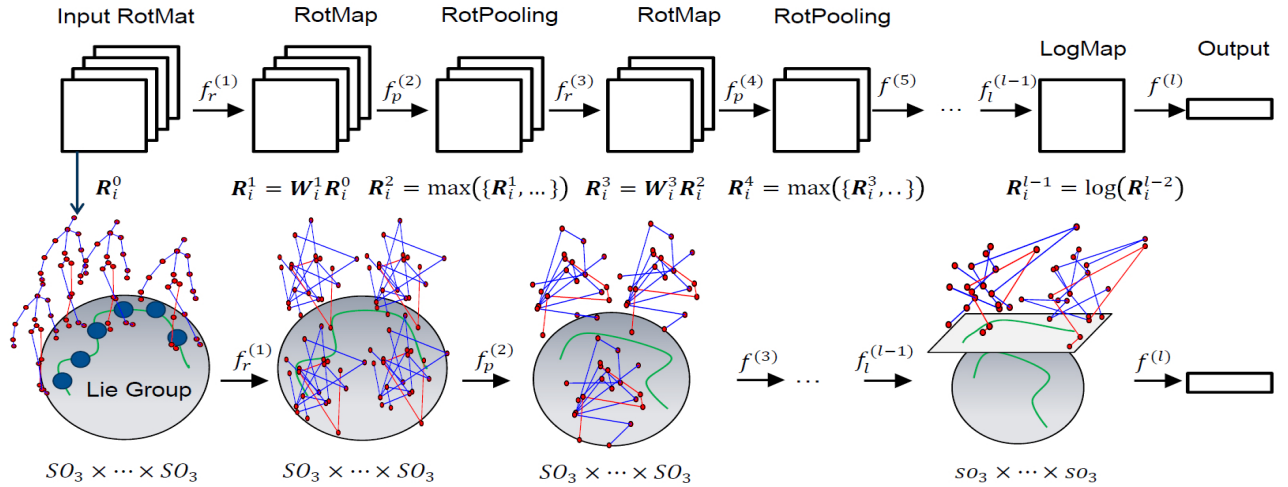 Input RotMat RotMap RotPooling RotMap RotPooling
LogMap Output
f_r^{(1)} f_p^{(2)} f_r^{(3)} f_p^{(4)} f^{(5)} ⋯ f_l^{(l-1)} f^{(l)}
R_i^0 R_i^1 = W_i^1 R_i^0 R_i^2 = max({R_i^1, …}) R_i^3 = W_i^3 R_i^2 R_i^4 = max({R_i^3, . . }) R_i^{l-1} = log(R_i^{l-2})
f_r^{(1)} f_p^{(2)} f^{(3)} ⋯ f_l^{(l-1)} f^{(l)}
Lie Group
SO_3 × ⋯ × SO_3 SO_3 × ⋯ × SO_3 SO_3 × ⋯ × SO_3 so_3 × ⋯ × so_3